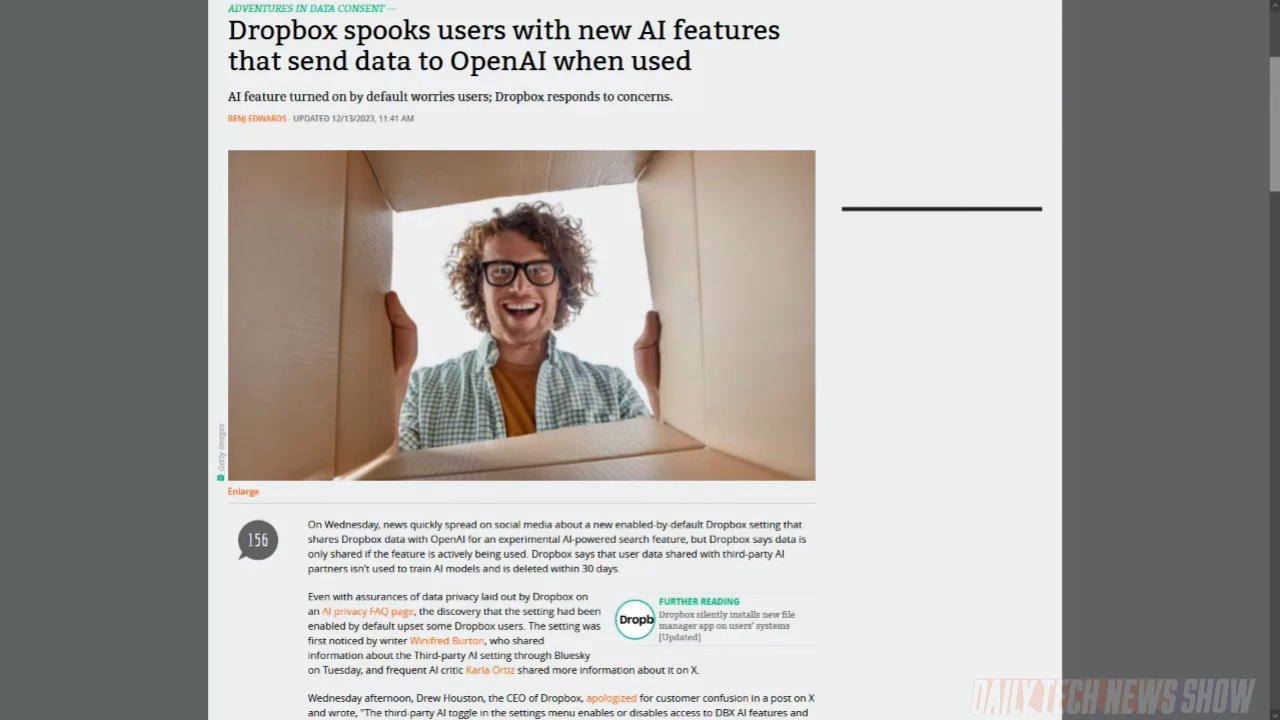 ADVENTURES IN DATA CONSENT —
Dropbox spooks users with new AI features
that send data to OpenAI when used
AI feature turned on by default worries users; Dropbox responds to concerns.
BENJ EDWARDS - UPDATED 12/13/2023, 11:41 AM
Getty Images
Enlarge
156
On Wednesday, news quickly spread on social media about a new enabled-by-default Dropbox setting that
shares Dropbox data with OpenAI for an experimental AI-powered search feature, but Dropbox says data is
only shared if the feature is actively being used. Dropbox says that user data shared with third-party AI
partners isn't used to train AI models and is deleted within 30 days.
Even with assurances of data privacy laid out by Dropbox on
an AI privacy FAQ page, the discovery that the setting had been
enabled by default upset some Dropbox users. The setting was
first noticed by writer Winifred Burton, who shared
information about the Third-party AI setting through Bluesky
on Tuesday, and frequent AI critic Karla Ortiz shared more information about it on X.
Dropb
FURTHER READING
Dropbox silently installs new file
manager app on users' systems
[Updated]
Wednesday afternoon, Drew Houston, the CEO of Dropbox, apologized for customer confusion in a post on X
and wrote, "The third-party AI toggle in the settings menu enables or disables access to DBX AI features and
DAILY TECH NEWS SHOW